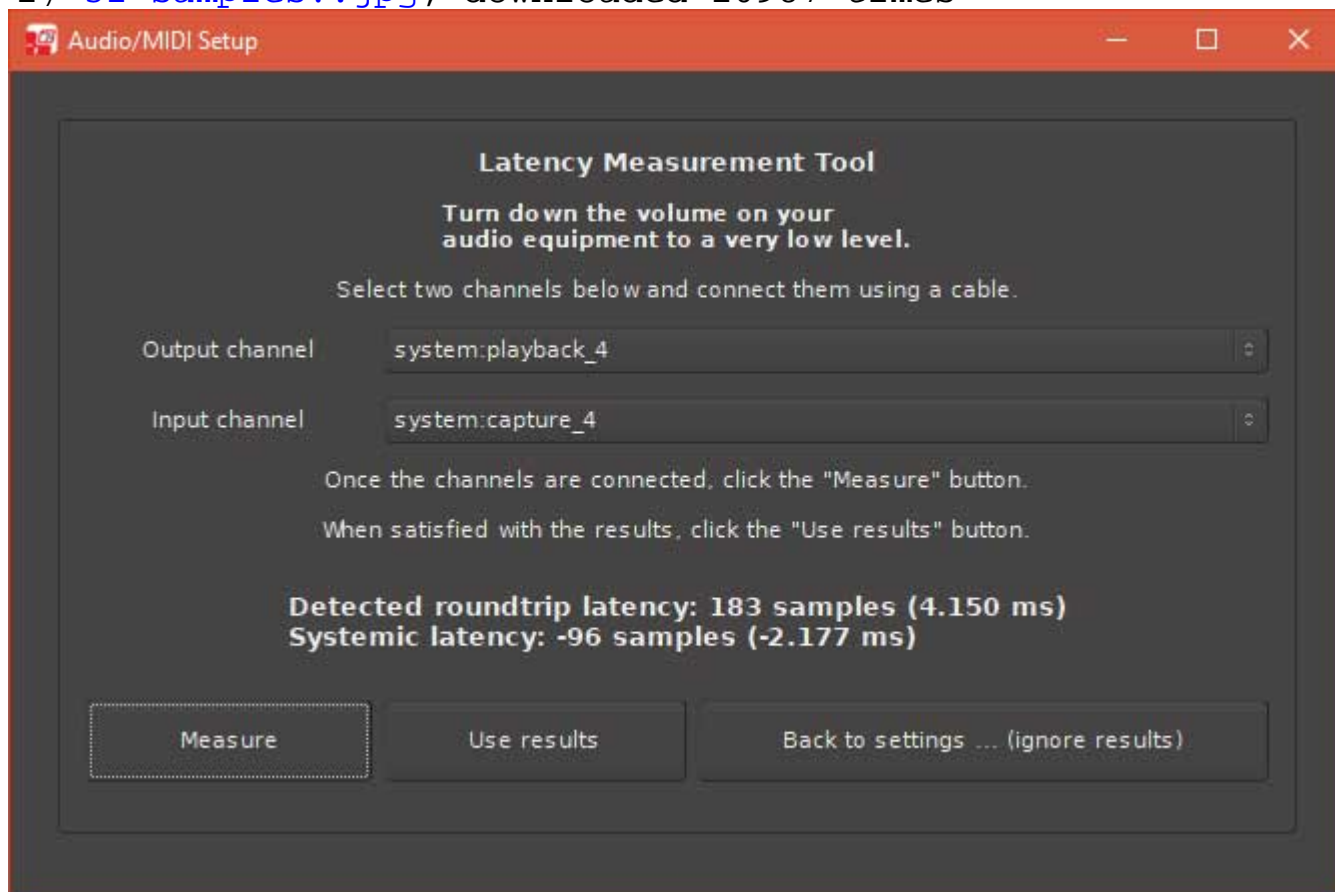 Audio/MIDI Setup
Latency Measurement Tool
Turn down the volume on your
audio equipment to a very low level.
Select two channels below and connect them using a cable.
Output channel system:playback_4
Input channel system:capture_4
Once the channels are connected, click the "Measure" button.
When satisfied with the results, click the "Use results" button.
Detected roundtrip latency: 183 samples (4.150 ms)
Systemic latency: -96 samples (-2.177 ms)
Measure Use results Back to settings ... (ignore results)